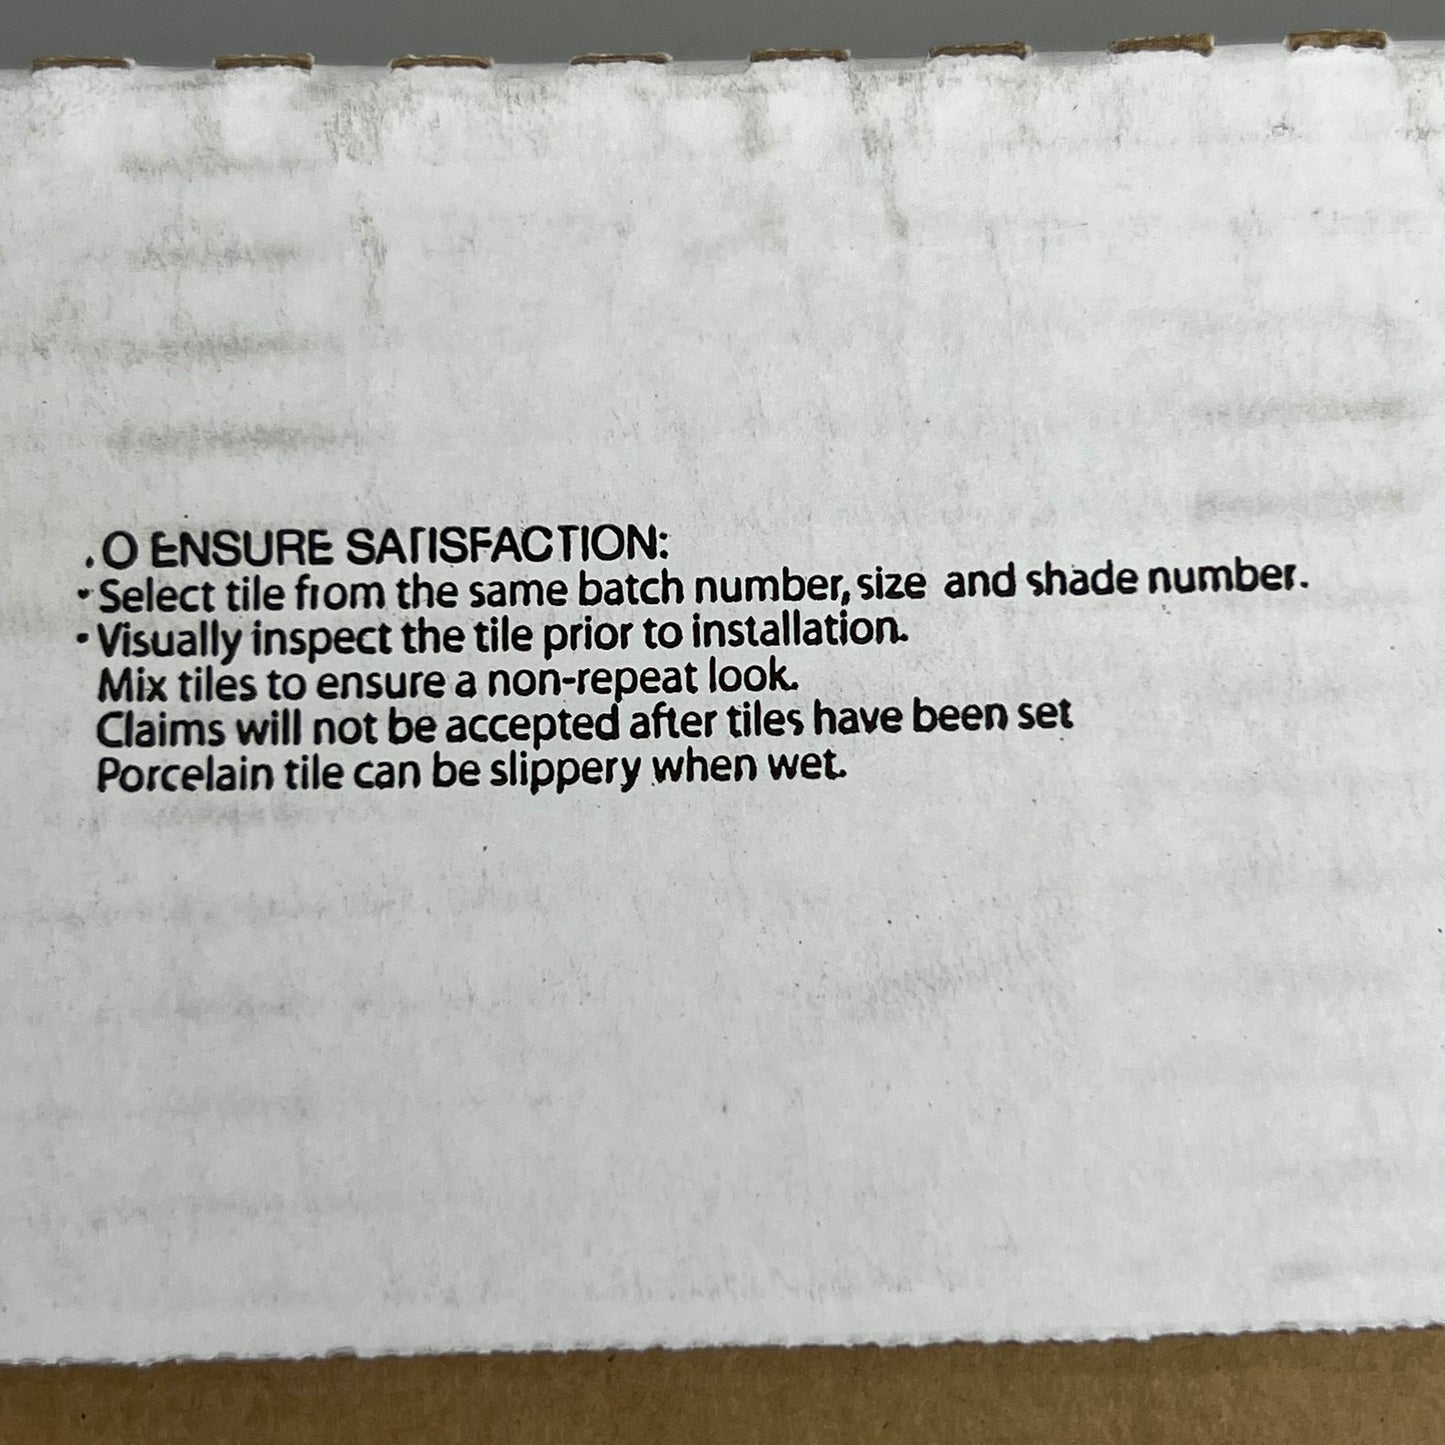 .O ENSURE SATISFACTION:
• Select tile from the same batch number, size and shade number.
• Visually inspect the tile prior to installation.
Mix tiles to ensure a non-repeat look.
Claims will not be accepted after tiles have been set
Porcelain tile can be slippery when wet.